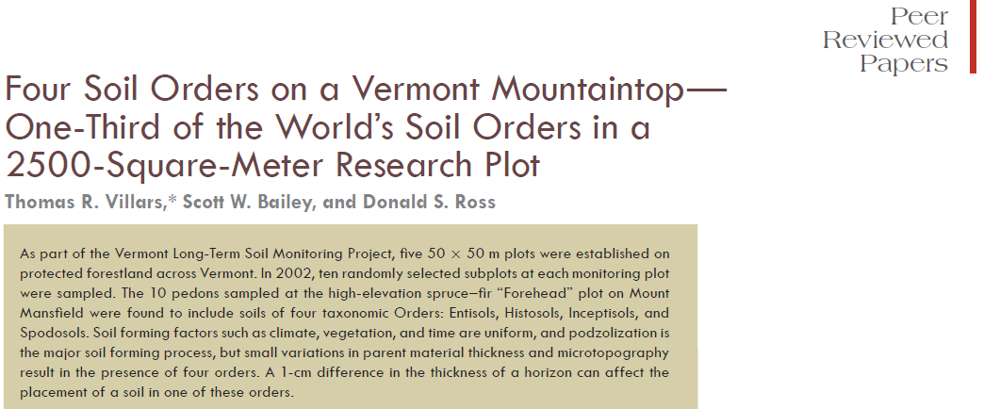 Peer
Reviewed
Papers
Four Soil Orders on a Vermont Mountaintop—
One-Third of the World’s Soil Orders in a
2500-Square-Meter Research Plot
Thomas R. Villars,* Scott W. Bailey, and Donald S. Ross
As part of the Vermont Long-Term Soil Monitoring Project, five 50 × 50 m plots were established on
protected forestland across Vermont. In 2002, ten randomly selected subplots at each monitoring plot
were sampled. The 10 pedons sampled at the high-elevation spruce–fir “Forehead” plot on Mount
Mansfield were found to include soils of four taxonomic Orders: Entisols, Histosols, Inceptisols, and
Spodosols. Soil forming factors such as climate, vegetation, and time are uniform, and podzolization is
the major soil forming process, but small variations in parent material thickness and microtopography
result in the presence of four orders. A 1-cm difference in the thickness of a horizon can affect the
placement of a soil in one of these orders.